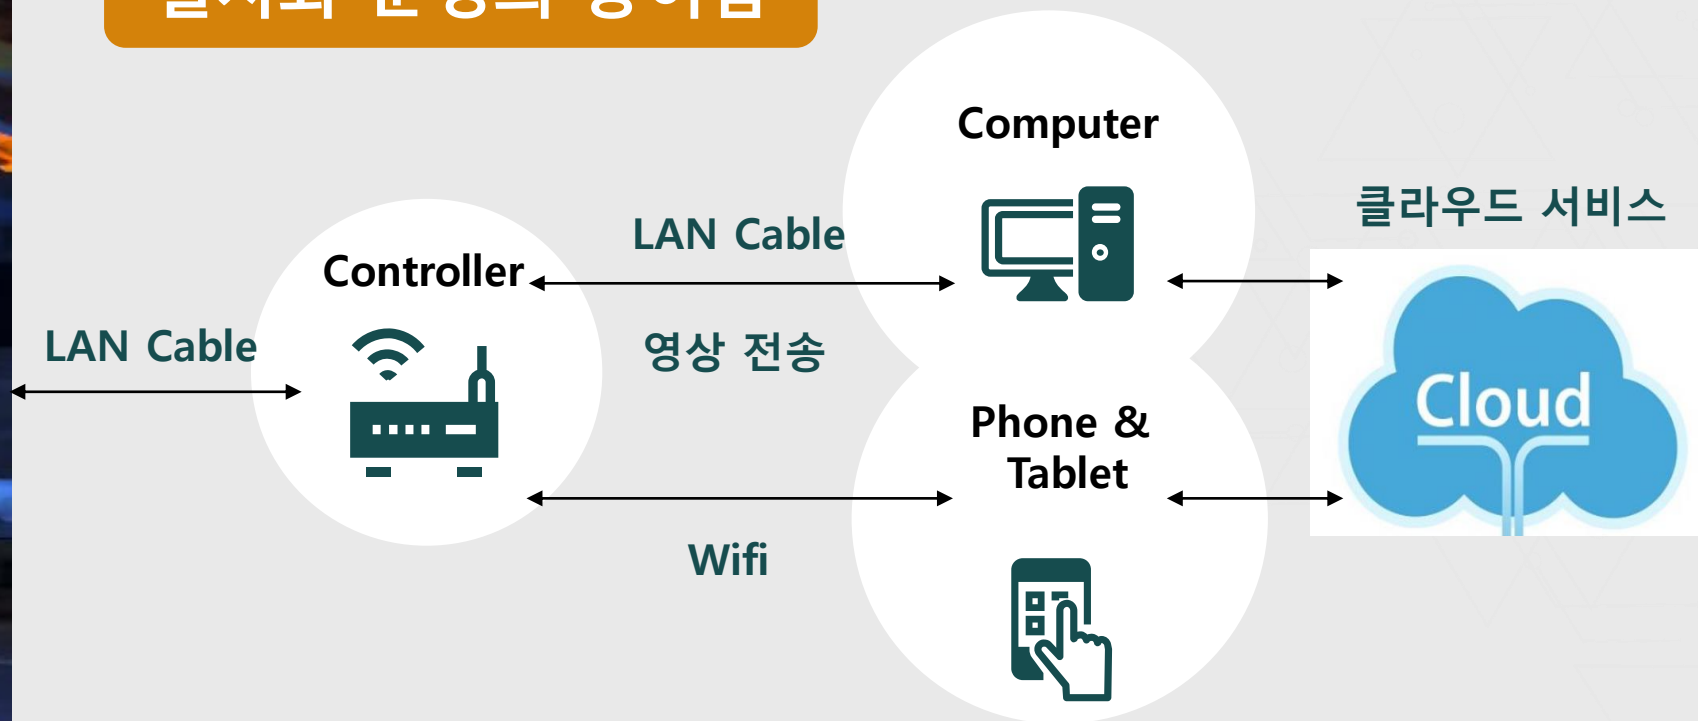 Computer
클라우드 서비스
LAN Cable
Controller
LAN Cable
영상 전송
Cloud
Phone &
Tablet
Wifi